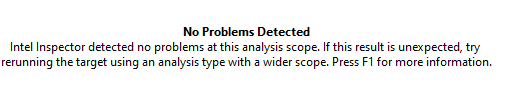 No Problems Detected
Intel Inspector detected no problems at this analysis scope. If this result is unexpected, try
rerunning the target using an analysis type with a wider scope. Press F1 for more information.